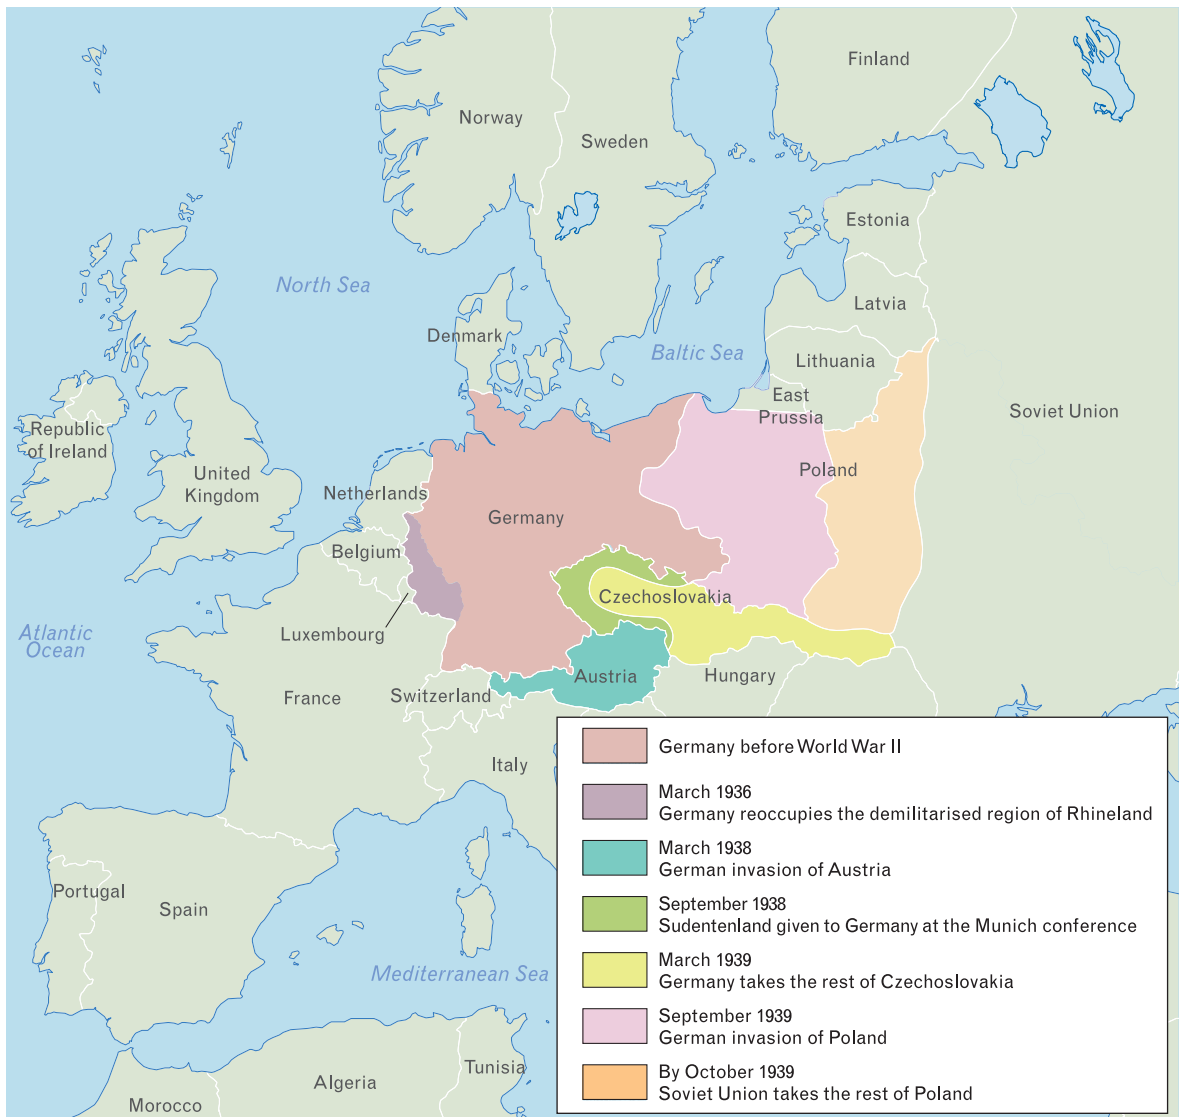 Finland
Norway
Sweden
Estonia
North Sea
Latvia
Denmark
Baltic Sea
Lithuania
East
Prussia
Soviet Union
Republic
of Ireland
United
Kingdom
Poland
Netherlands
Germany
Belgium
Czechoslovakia
Luxembourg
Atlantic
Ocean
Austria
Hungary
France
Switzerland
Italy
Portugal
Spain
Mediterranean Sea
Tunisia
Algeria
Morocco
Germany before World War II
March 1936
Germany reoccupies the demilitarised region of Rhineland
March 1938
German invasion of Austria
September 1938
Sudentenland given to Germany at the Munich conference
March 1939
Germany takes the rest of Czechoslovakia
September 1939
German invasion of Poland
By October 1939
Soviet Union takes the rest of Poland